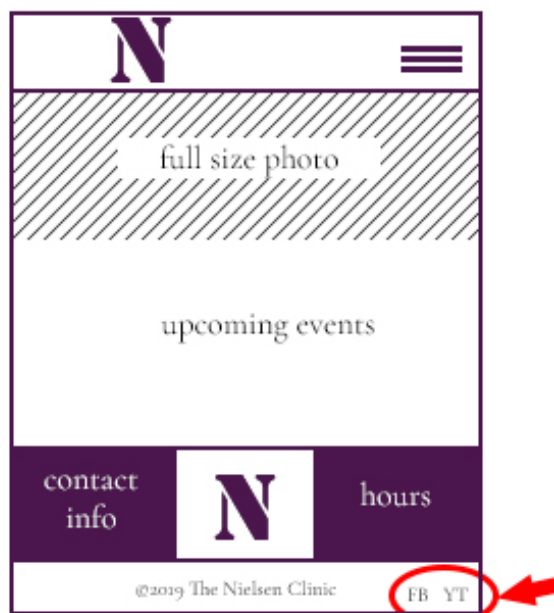 N
full size photo
upcoming events
contact
info
N
hours
©2019 The Nielsen Clinic
FB YT